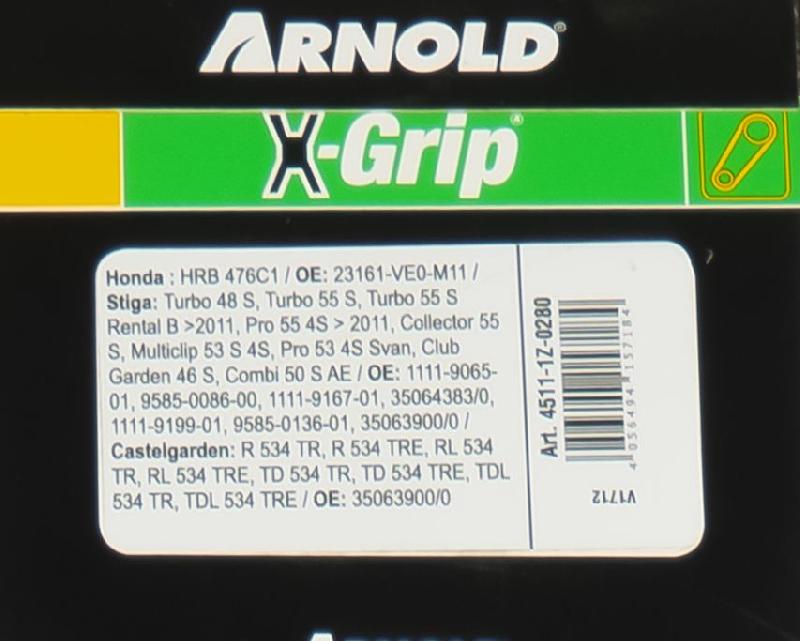 ARNOLD®
X-Grip®
Honda : HRB 476C1 / OE: 23161-VE0-M11 /
Stiga: Turbo 48 S, Turbo 55 S, Turbo 55 S
Rental B >2011, Pro 55 4S > 2011, Collector 55
S, Multiclip 53 S 4S, Pro 53 4S Svan, Club
Garden 46 S, Combi 50 S AE / OE: 1111-9065-
01, 9585-0086-00, 1111-9167-01, 35064383/0,
1111-9199-01, 9585-0136-01, 35063900/0 /
Castelgarden: R 534 TR, R 534 TRE, RL 534
TR, RL 534 TRE, TD 534 TR, TD 534 TRE, TDL
534 TR, TDL 534 TRE / OE: 35063900/0
Art. 4511-1Z-0280
4 056494 157184
V1712
ARNOLD